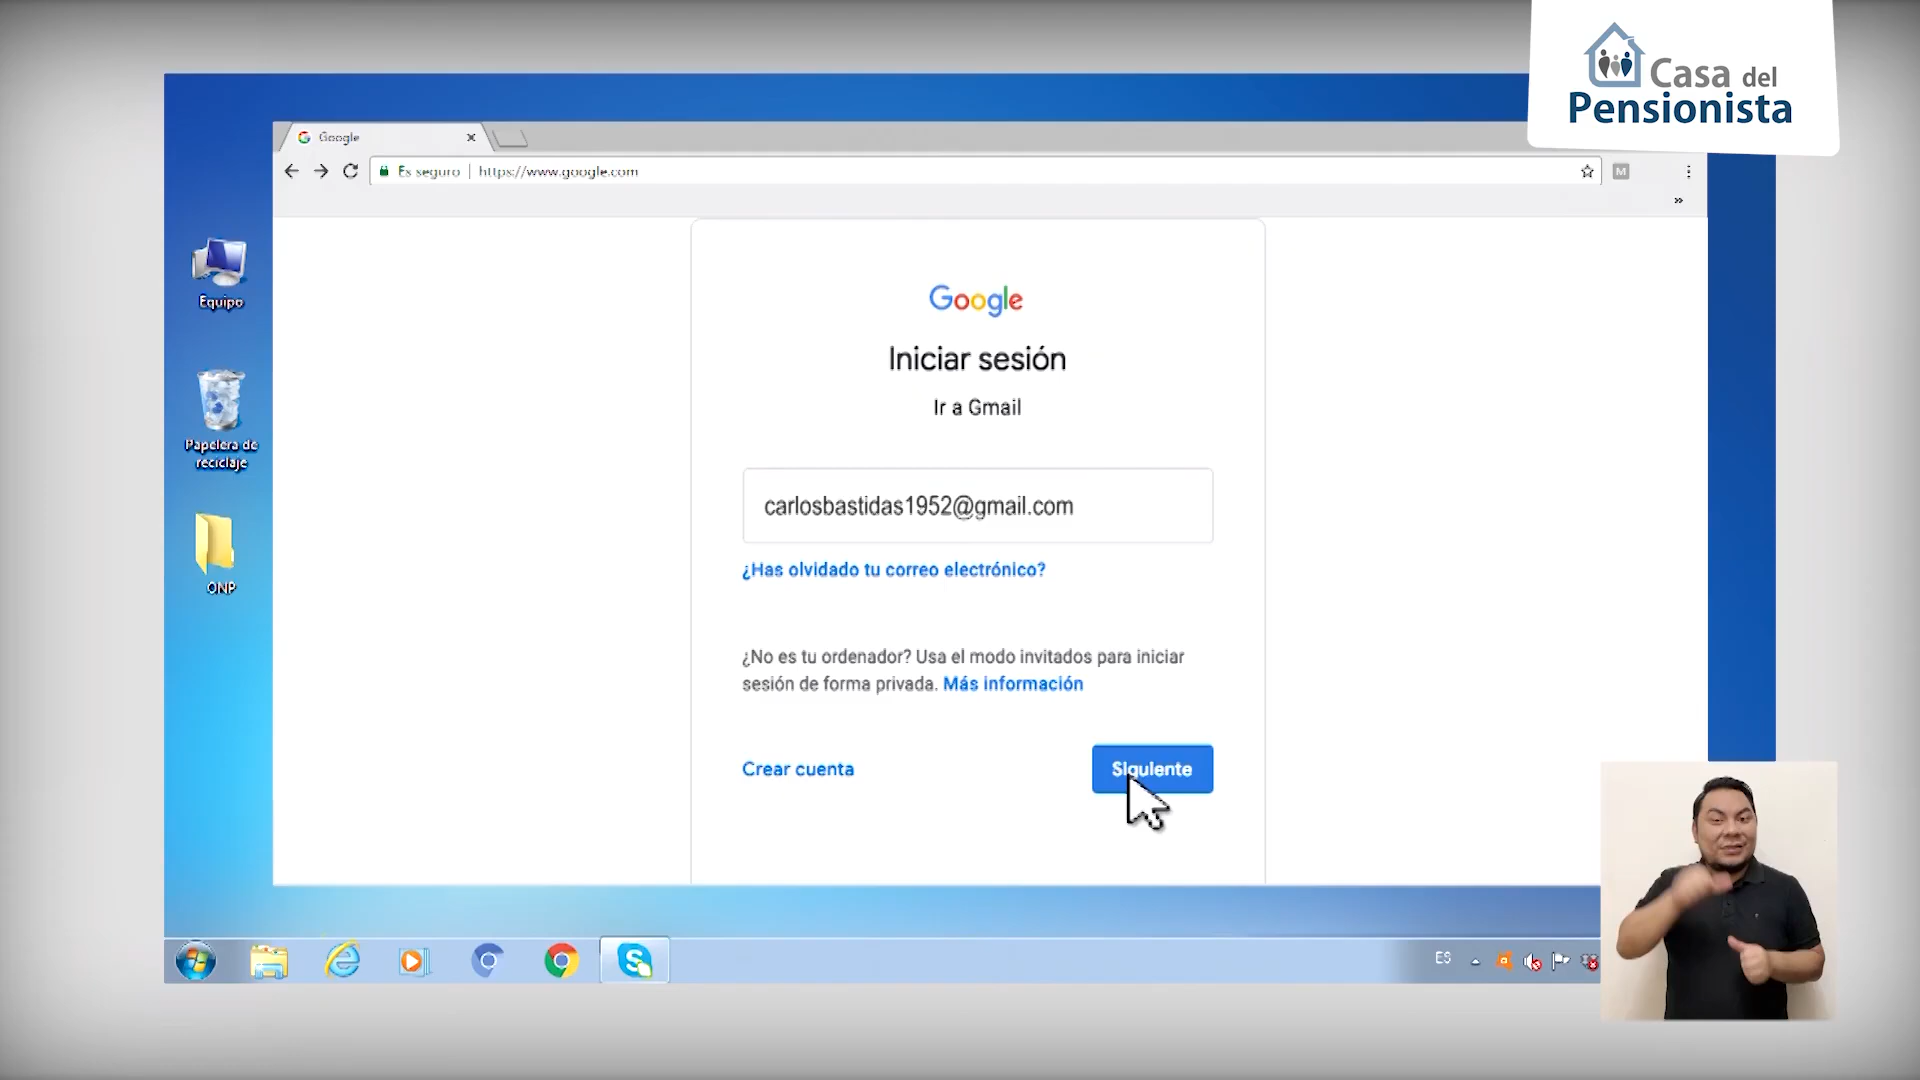 Casa del
Pensionista
Google
Es seguro
https://www.google.com
M
Equipo
Papelera de
reciclaje
ONP
Google
Iniciar sesión
Ir a Gmail
carlosbastidas1952@gmail.com
¿Has olvidado tu correo electrónico?
¿No es tu ordenador? Usa el modo invitados para iniciar
sesión de forma privada. Más información
Crear cuenta
Siguiente
ES